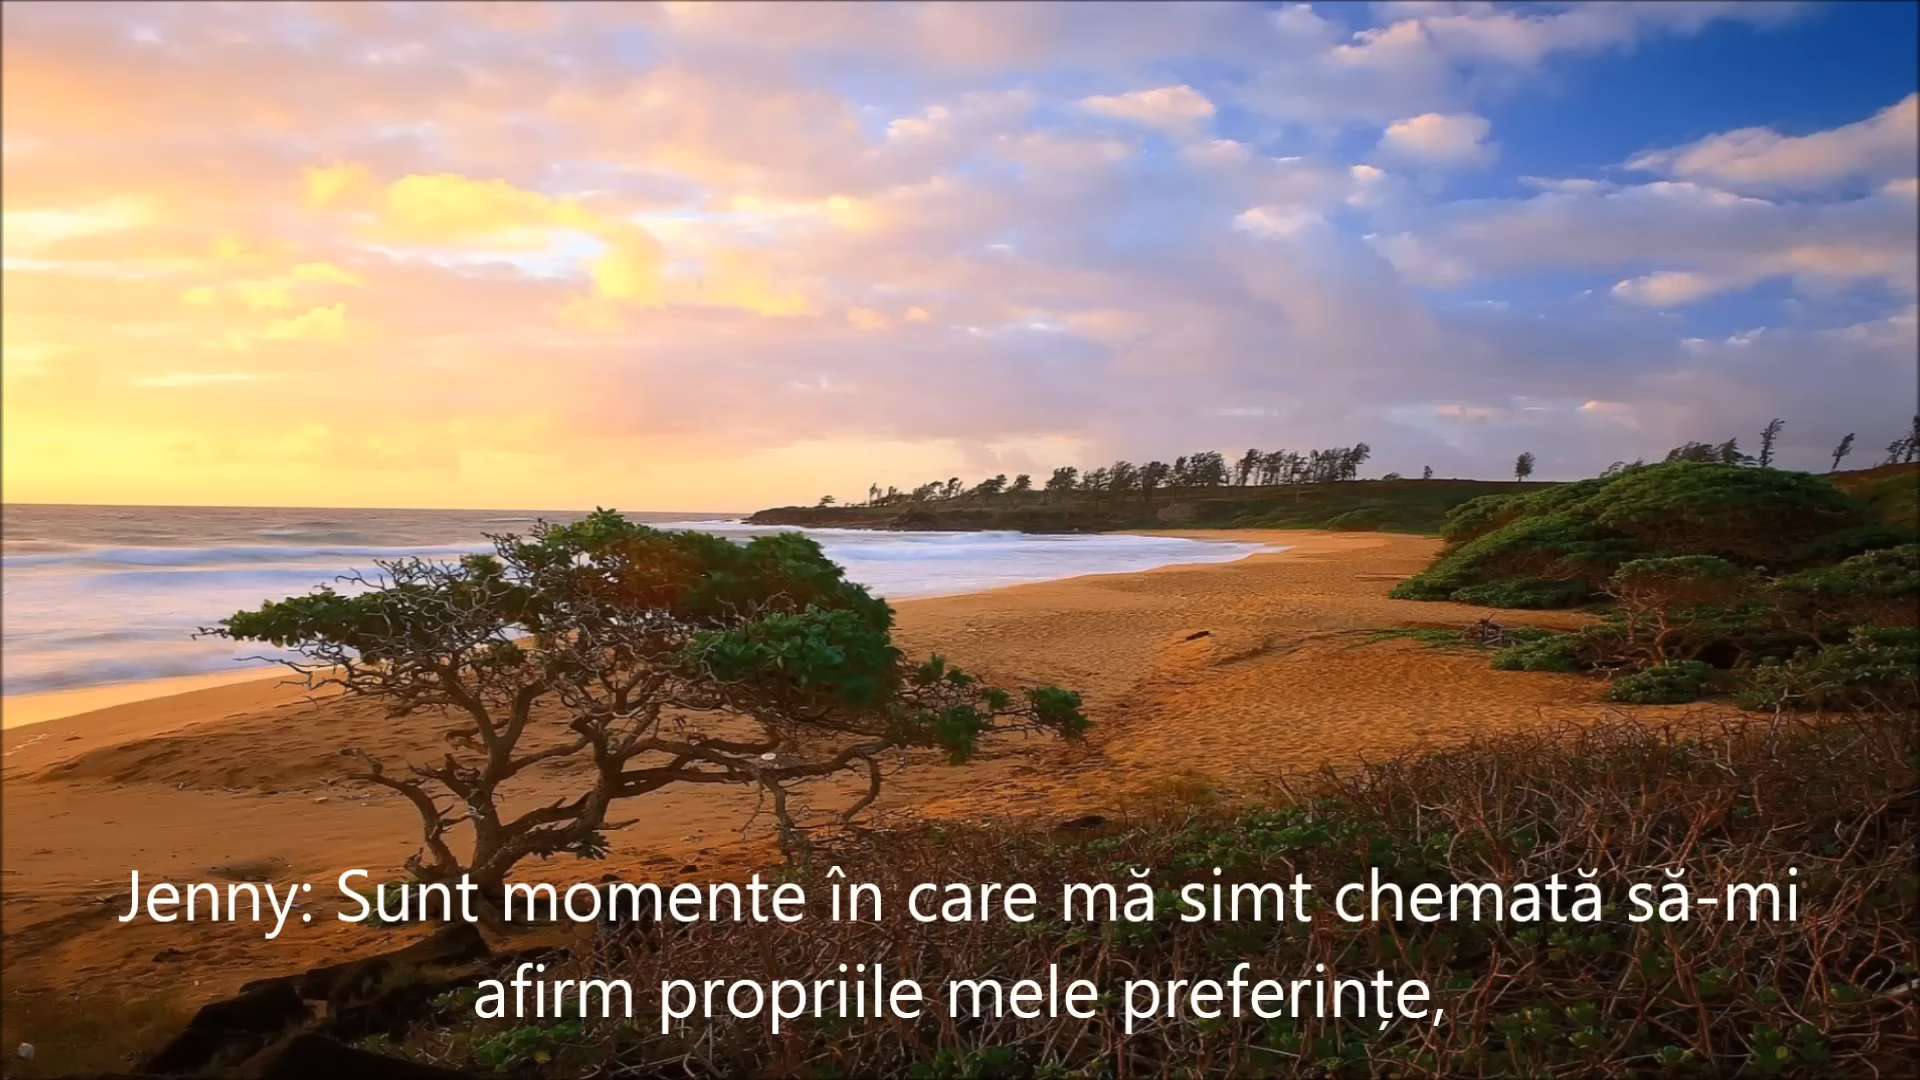 Jenny: Sunt momente în care mă simt chemată să-mi
afirm propriile mele preferințe,